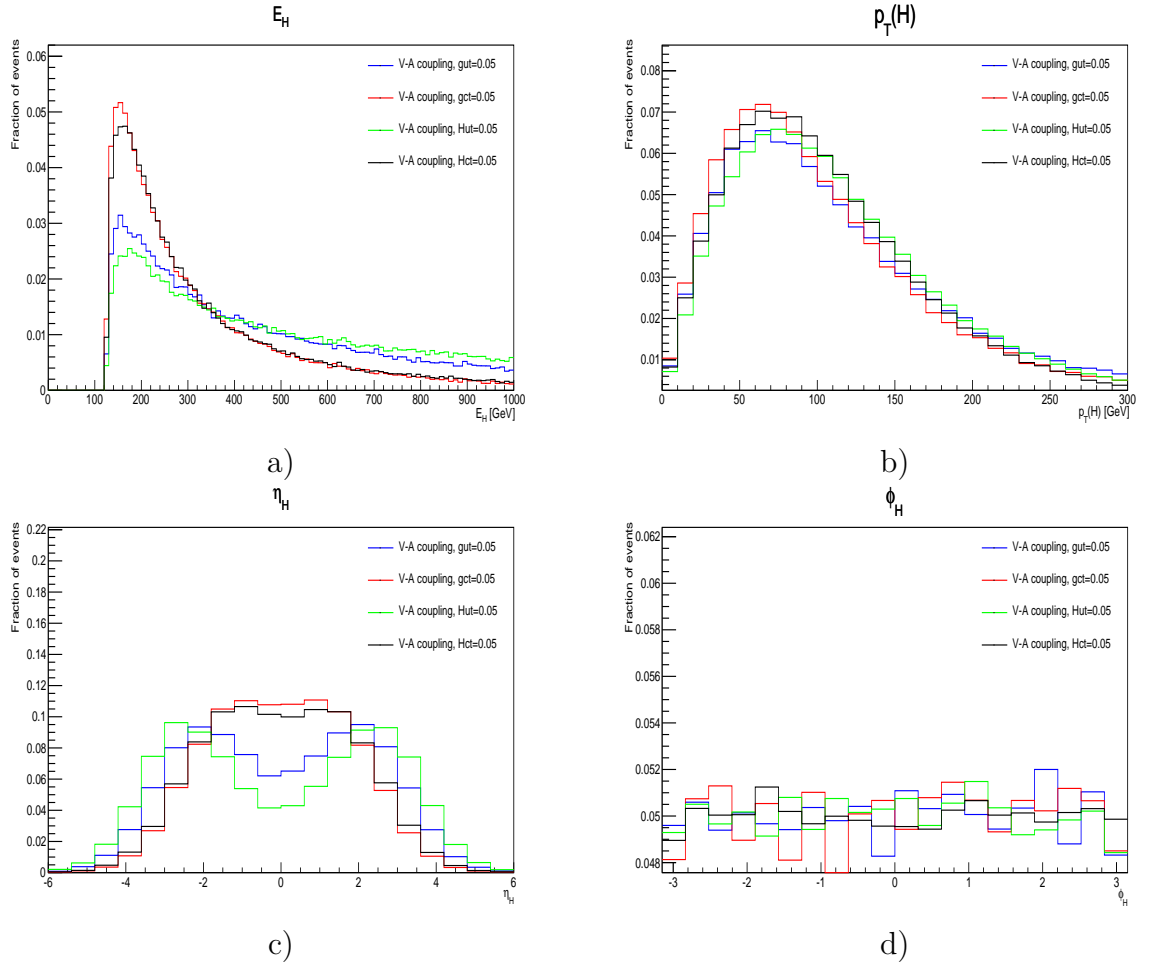 E_H
Fraction of events
0.06
0.05
0.04
0.03
0.02
0.01
0
V-A coupling, gut=0.05
V-A coupling, gct=0.05
V-A coupling, Hut=0.05
V-A coupling, Hct=0.05
0 100 200 300 400 500 600 700 800 900 1000
E_H [GeV]
a)
p_T(H)
Fraction of events
0.08
0.07
0.06
0.05
0.04
0.03
0.02
0.01
V-A coupling, gut=0.05
V-A coupling, gct=0.05
V-A coupling, Hut=0.05
V-A coupling, Hct=0.05
0 50 100 150 200 250 300
p_T(H) [GeV]
b)
η_H
Fraction of events
0.22
0.2
0.18
0.16
0.14
0.12
0.1
0.08
0.06
0.04
0.02
0
V-A coupling, gut=0.05
V-A coupling, gct=0.05
V-A coupling, Hut=0.05
V-A coupling, Hct=0.05
-6 -4 -2 0 2 4 6
η_H
c)
ϕ_H
Fraction of events
0.062
0.06
0.058
0.056
0.054
0.052
0.05
0.048
V-A coupling, gut=0.05
V-A coupling, gct=0.05
V-A coupling, Hut=0.05
V-A coupling, Hct=0.05
-3 -2 -1 0 1 2 3
ϕ_H
d)